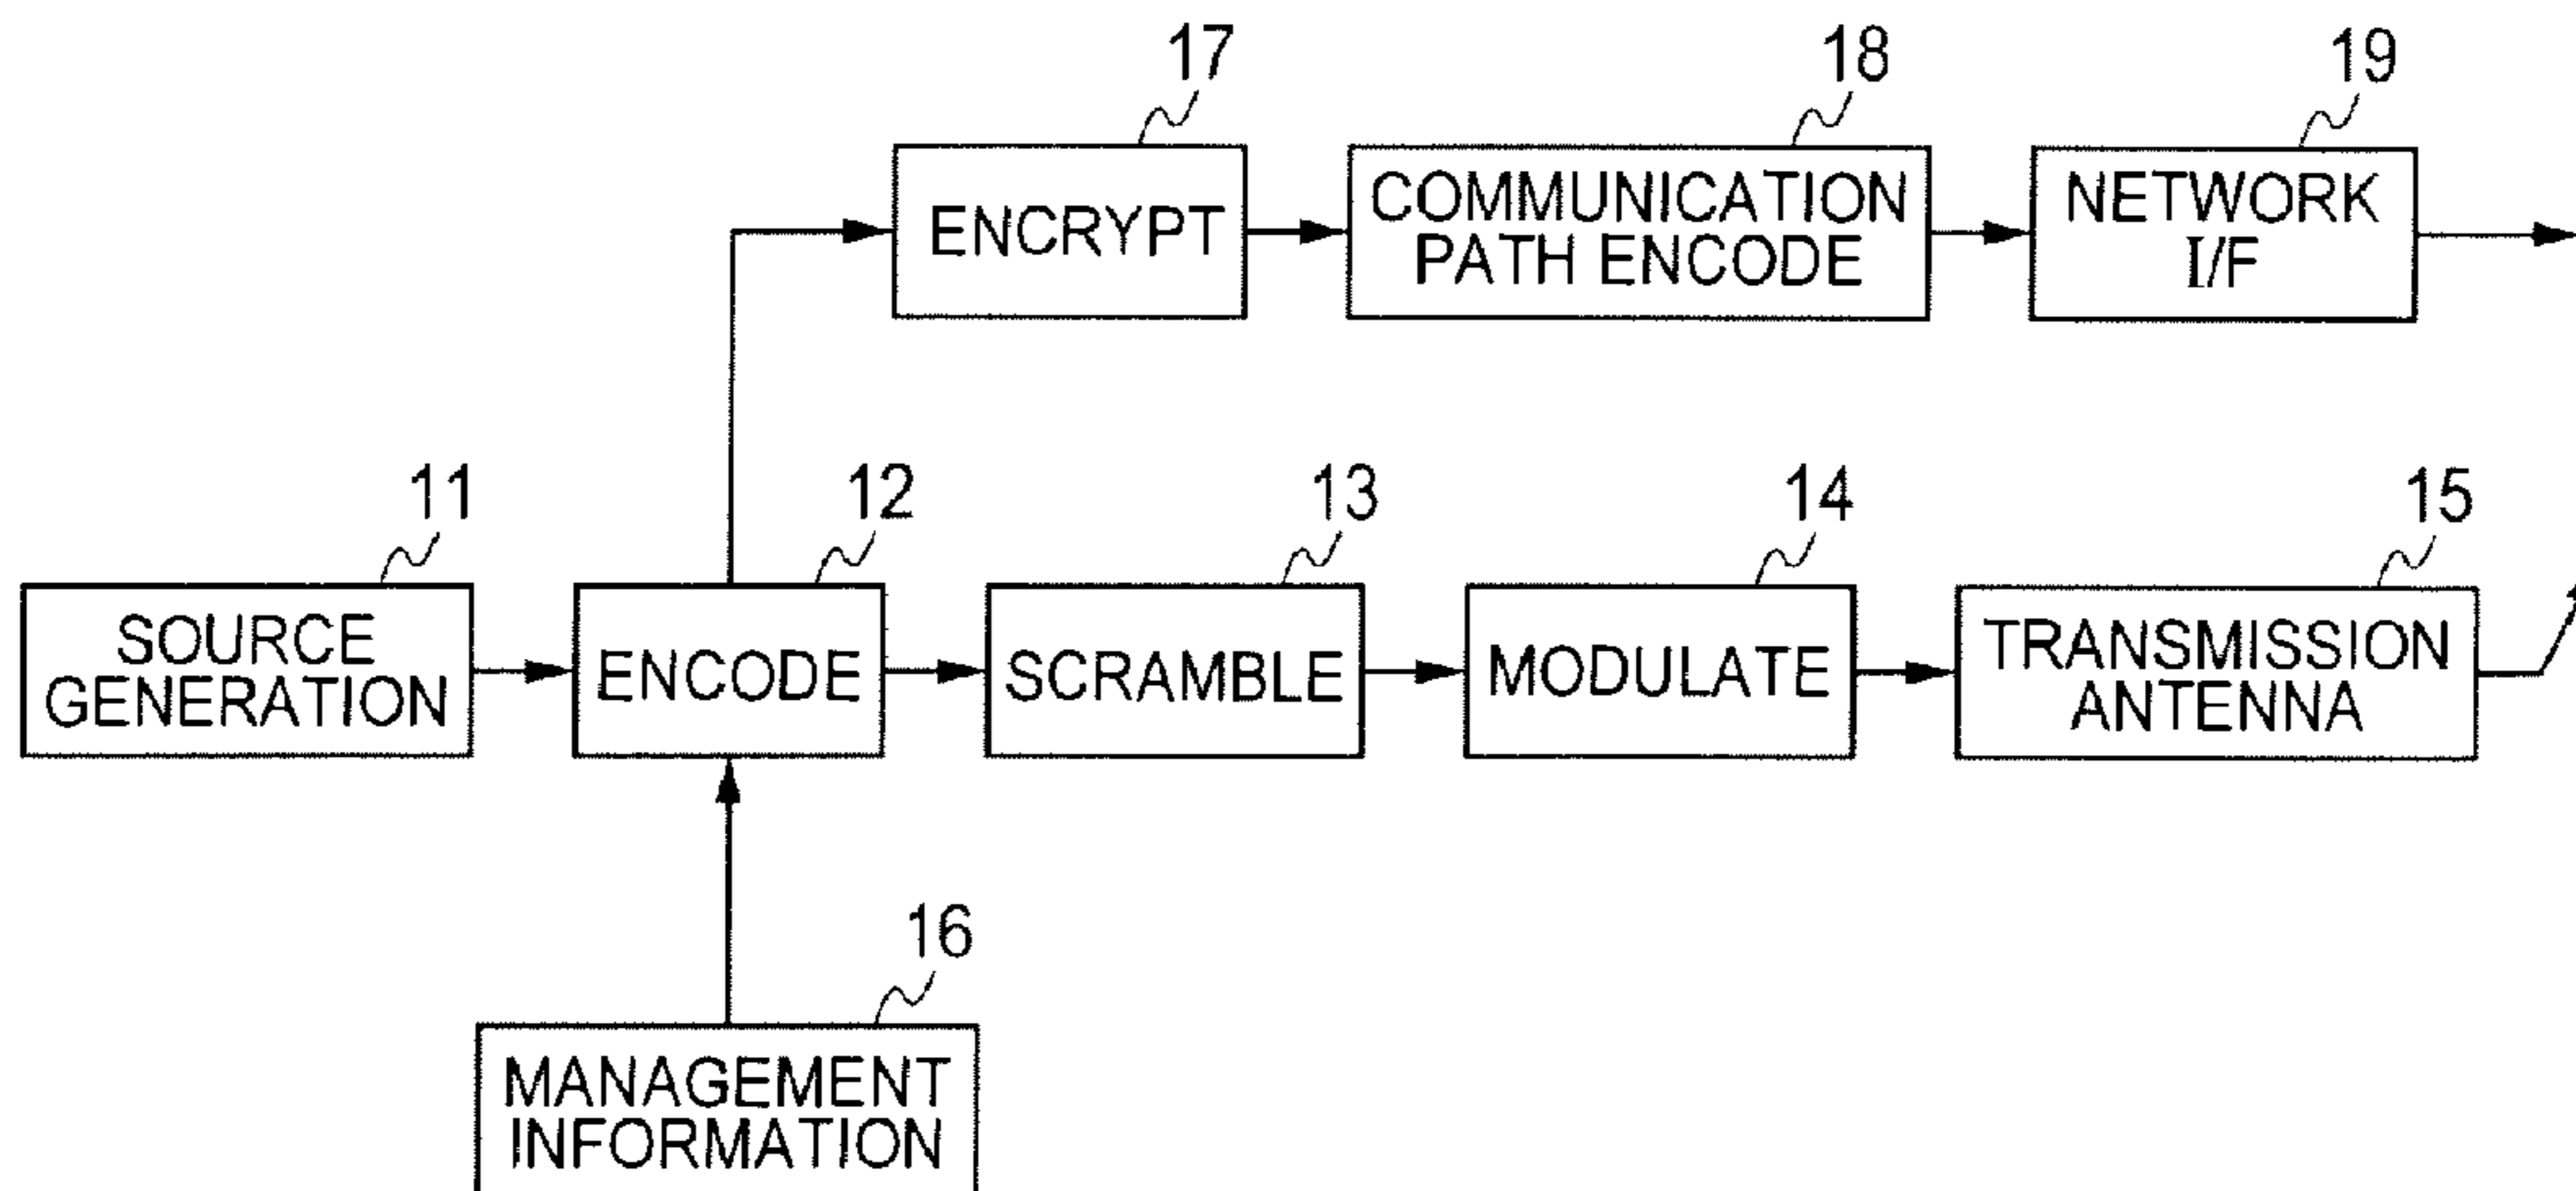 17
18
19
ENCRYPT
COMMUNICATION
PATH ENCODE
NETWORK
I/F
11
12
13
14
15
SOURCE
GENERATION
ENCODE
SCRAMBLE
MODULATE
TRANSMISSION
ANTENNA
16
MANAGEMENT
INFORMATION